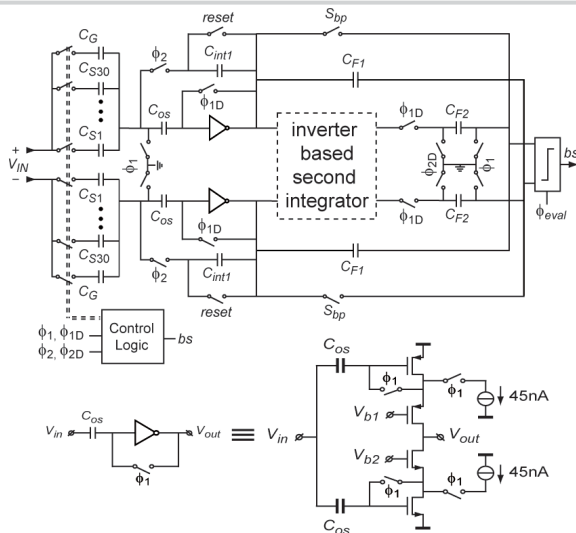 reset
S_bp
C_G
ϕ2
C_int1
C_F1
C_S30
ϕ1D
ϕ1D
C_F2
C_os
C_S1
+
V_IN
−
ϕ1
inverter
based
second
integrator
ϕ2D
ϕ1
bs
C_S1
C_os
ϕ1D
ϕ1D
C_F2
ϕeval
C_S30
ϕ2
C_int1
C_F1
C_G
reset
S_bp
ϕ1, ϕ1D
ϕ2, ϕ2D
Control
Logic
bs
C_os
ϕ1
ϕ1
45nA
C_os
V_in
V_out
ϕ1
V_in
V_b1
V_out
V_b2
ϕ1
ϕ1
45nA
C_os